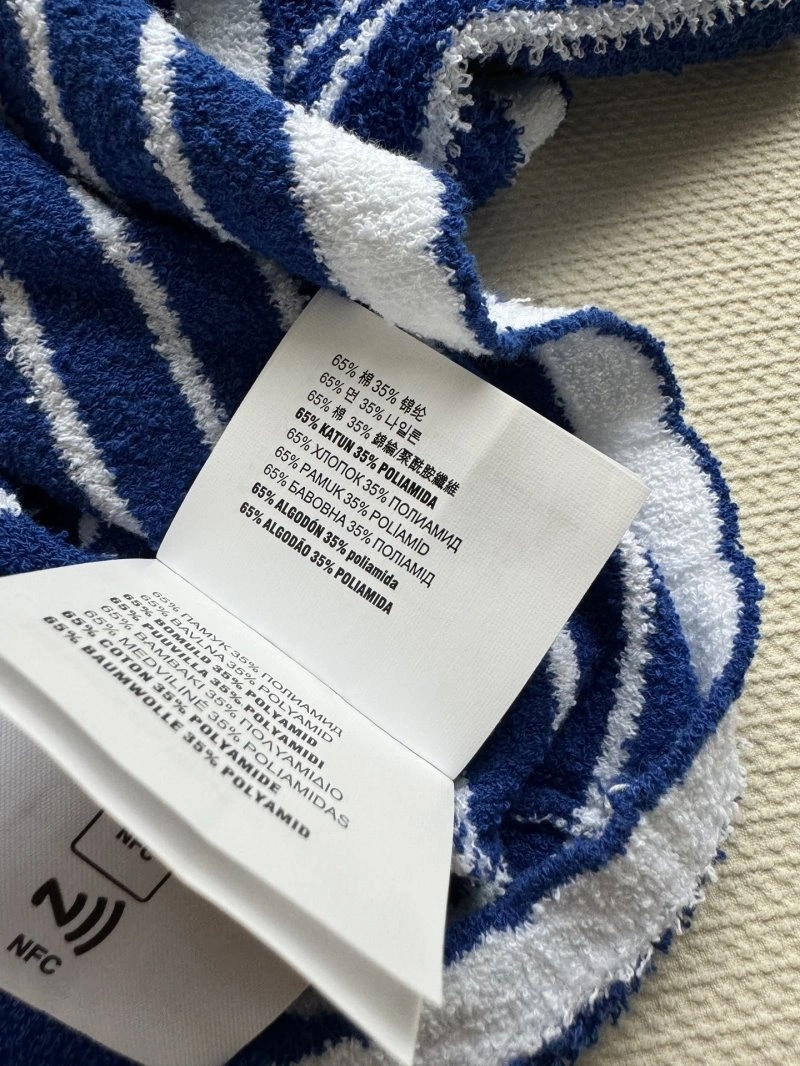 65% 棉 35% 锦纶
65% 면 35% 나일론
65% 棉 35% 錦綸/聚酰胺纖維
65% KATUN 35% POLIAMIDA
65% ХЛОПОК 35% ПОЛИАМИД
65% PAMUK 35% POLIAMID
65% БАВОВНА 35% ПОЛІАМІД
65% ALGODÓN 35% poliamida
65% ALGODÃO 35% POLIAMIDA
65% ПАМУК 35% ПОЛИАМИД
65% BAVLNA 35% POLYAMID
65% BOMULD 35% POLYAMID
65% PUUVILLA 35% POLYAMIDI
65% ΒΑΜΒΑΚΙ 35% ΠΟΛΥΑΜΙΔΙΟ
65% MEDVILINĖ 35% POLIAMIDAS
65% COTON 35% POLYAMIDE
65% BAUMWOLLE 35% POLYAMID
NFC
NFC